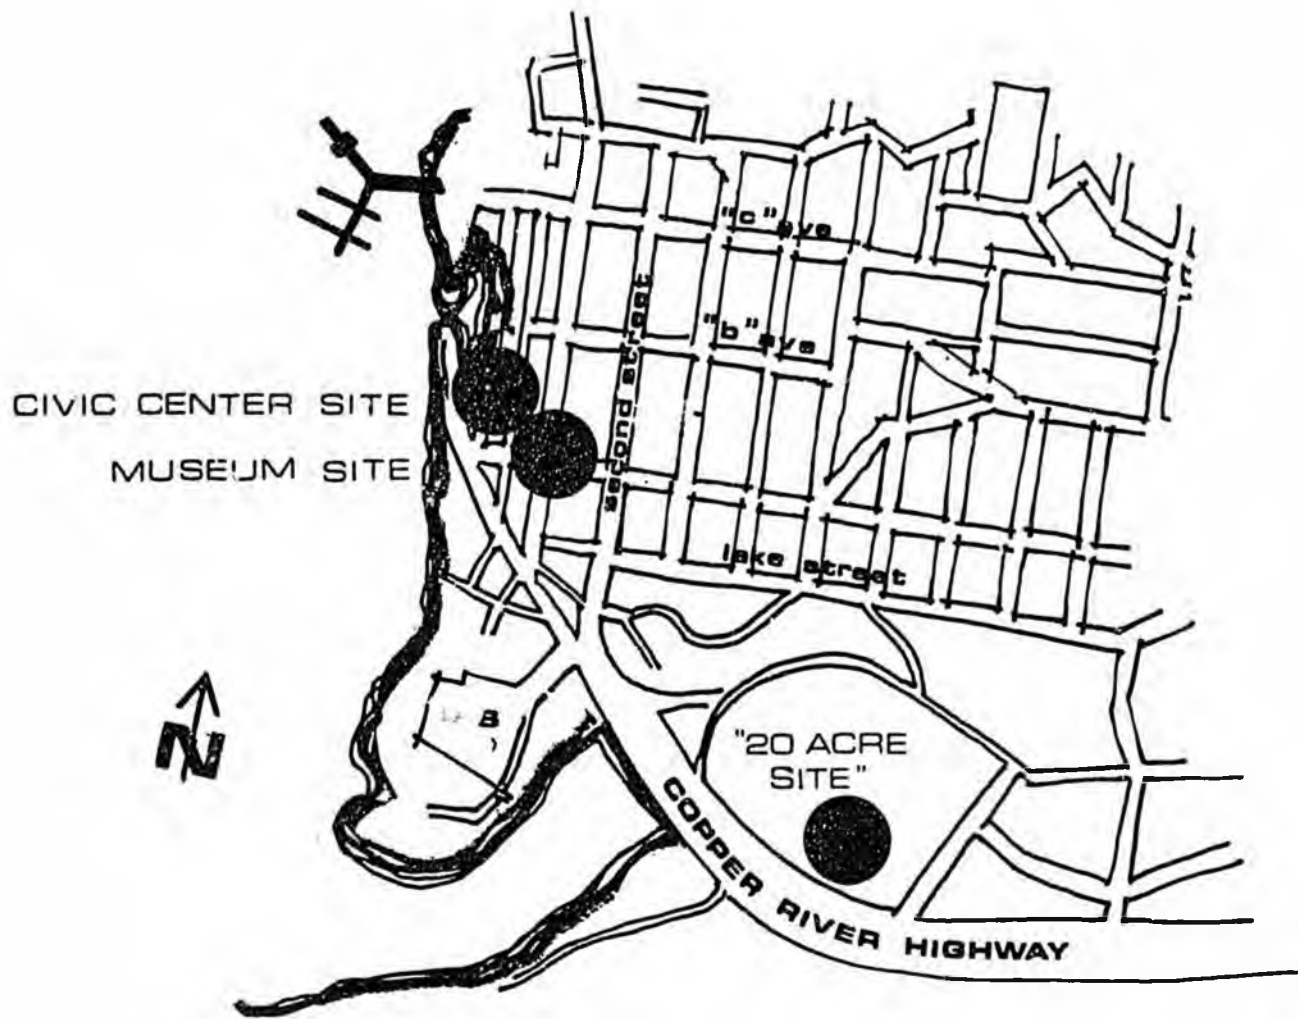 "c" ave
"b" ave
second street
CIVIC CENTER SITE
MUSEUM SITE
lake street
N
B
"20 ACRE
SITE"
COPPER RIVER HIGHWAY